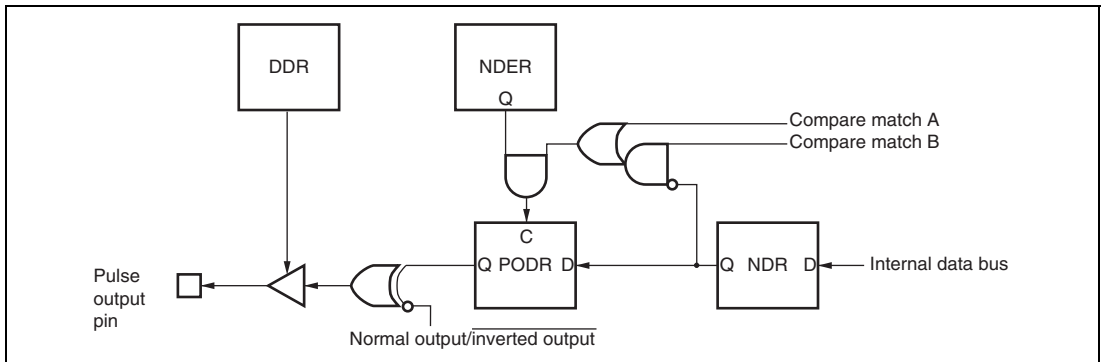 DDR
NDER
Q
Compare match A
Compare match B
C
Q PODR D
Q NDR D
Internal data bus
Pulse
output
pin
Normal output/inverted output